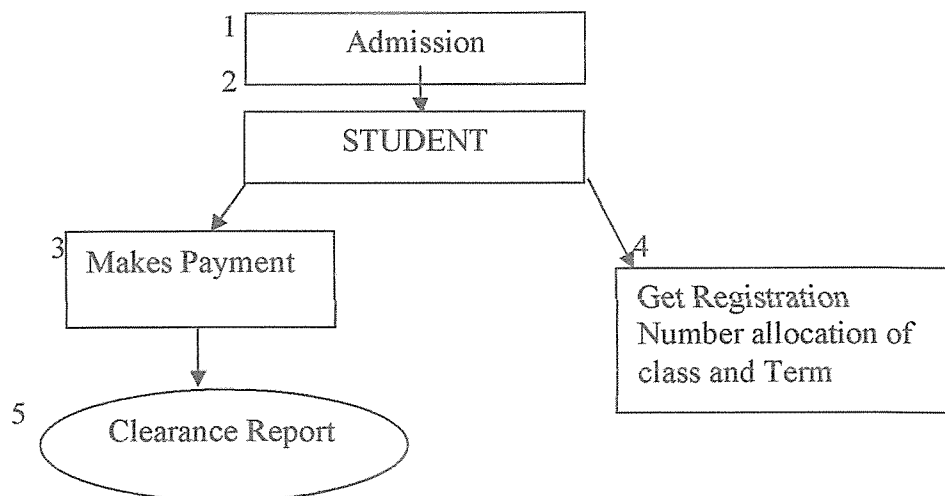 1
Admission
2
STUDENT
3
Makes Payment
4
Get Registration
Number allocation of
class and Term
5
Clearance Report